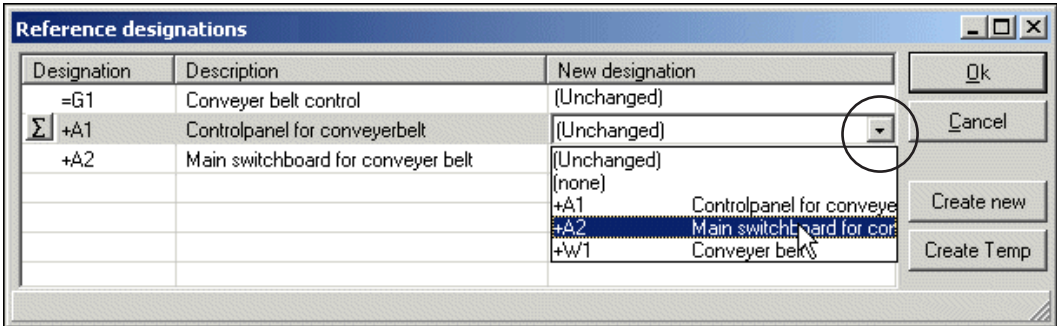 Reference designations
Designation Description New designation
=G1 Conveyer belt control (Unchanged)
Σ +A1 Controlpanel for conveyerbelt (Unchanged)
+A2 Main switchboard for conveyer belt
(Unchanged)
(none)
+A1 Controlpanel for conveye
+A2 Main switchboard for con
+W1 Conveyer belt
Ok
Cancel
Create new
Create Temp